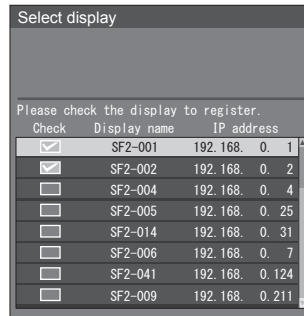 Select display
Please check the display to register.
Check Display name IP address
SF2-001 192.168. 0. 1
SF2-002 192.168. 0. 2
SF2-004 192.168. 0. 4
SF2-005 192.168. 0. 25
SF2-014 192.168. 0. 31
SF2-006 192.168. 0. 7
SF2-041 192.168. 0.124
SF2-009 192.168. 0.211